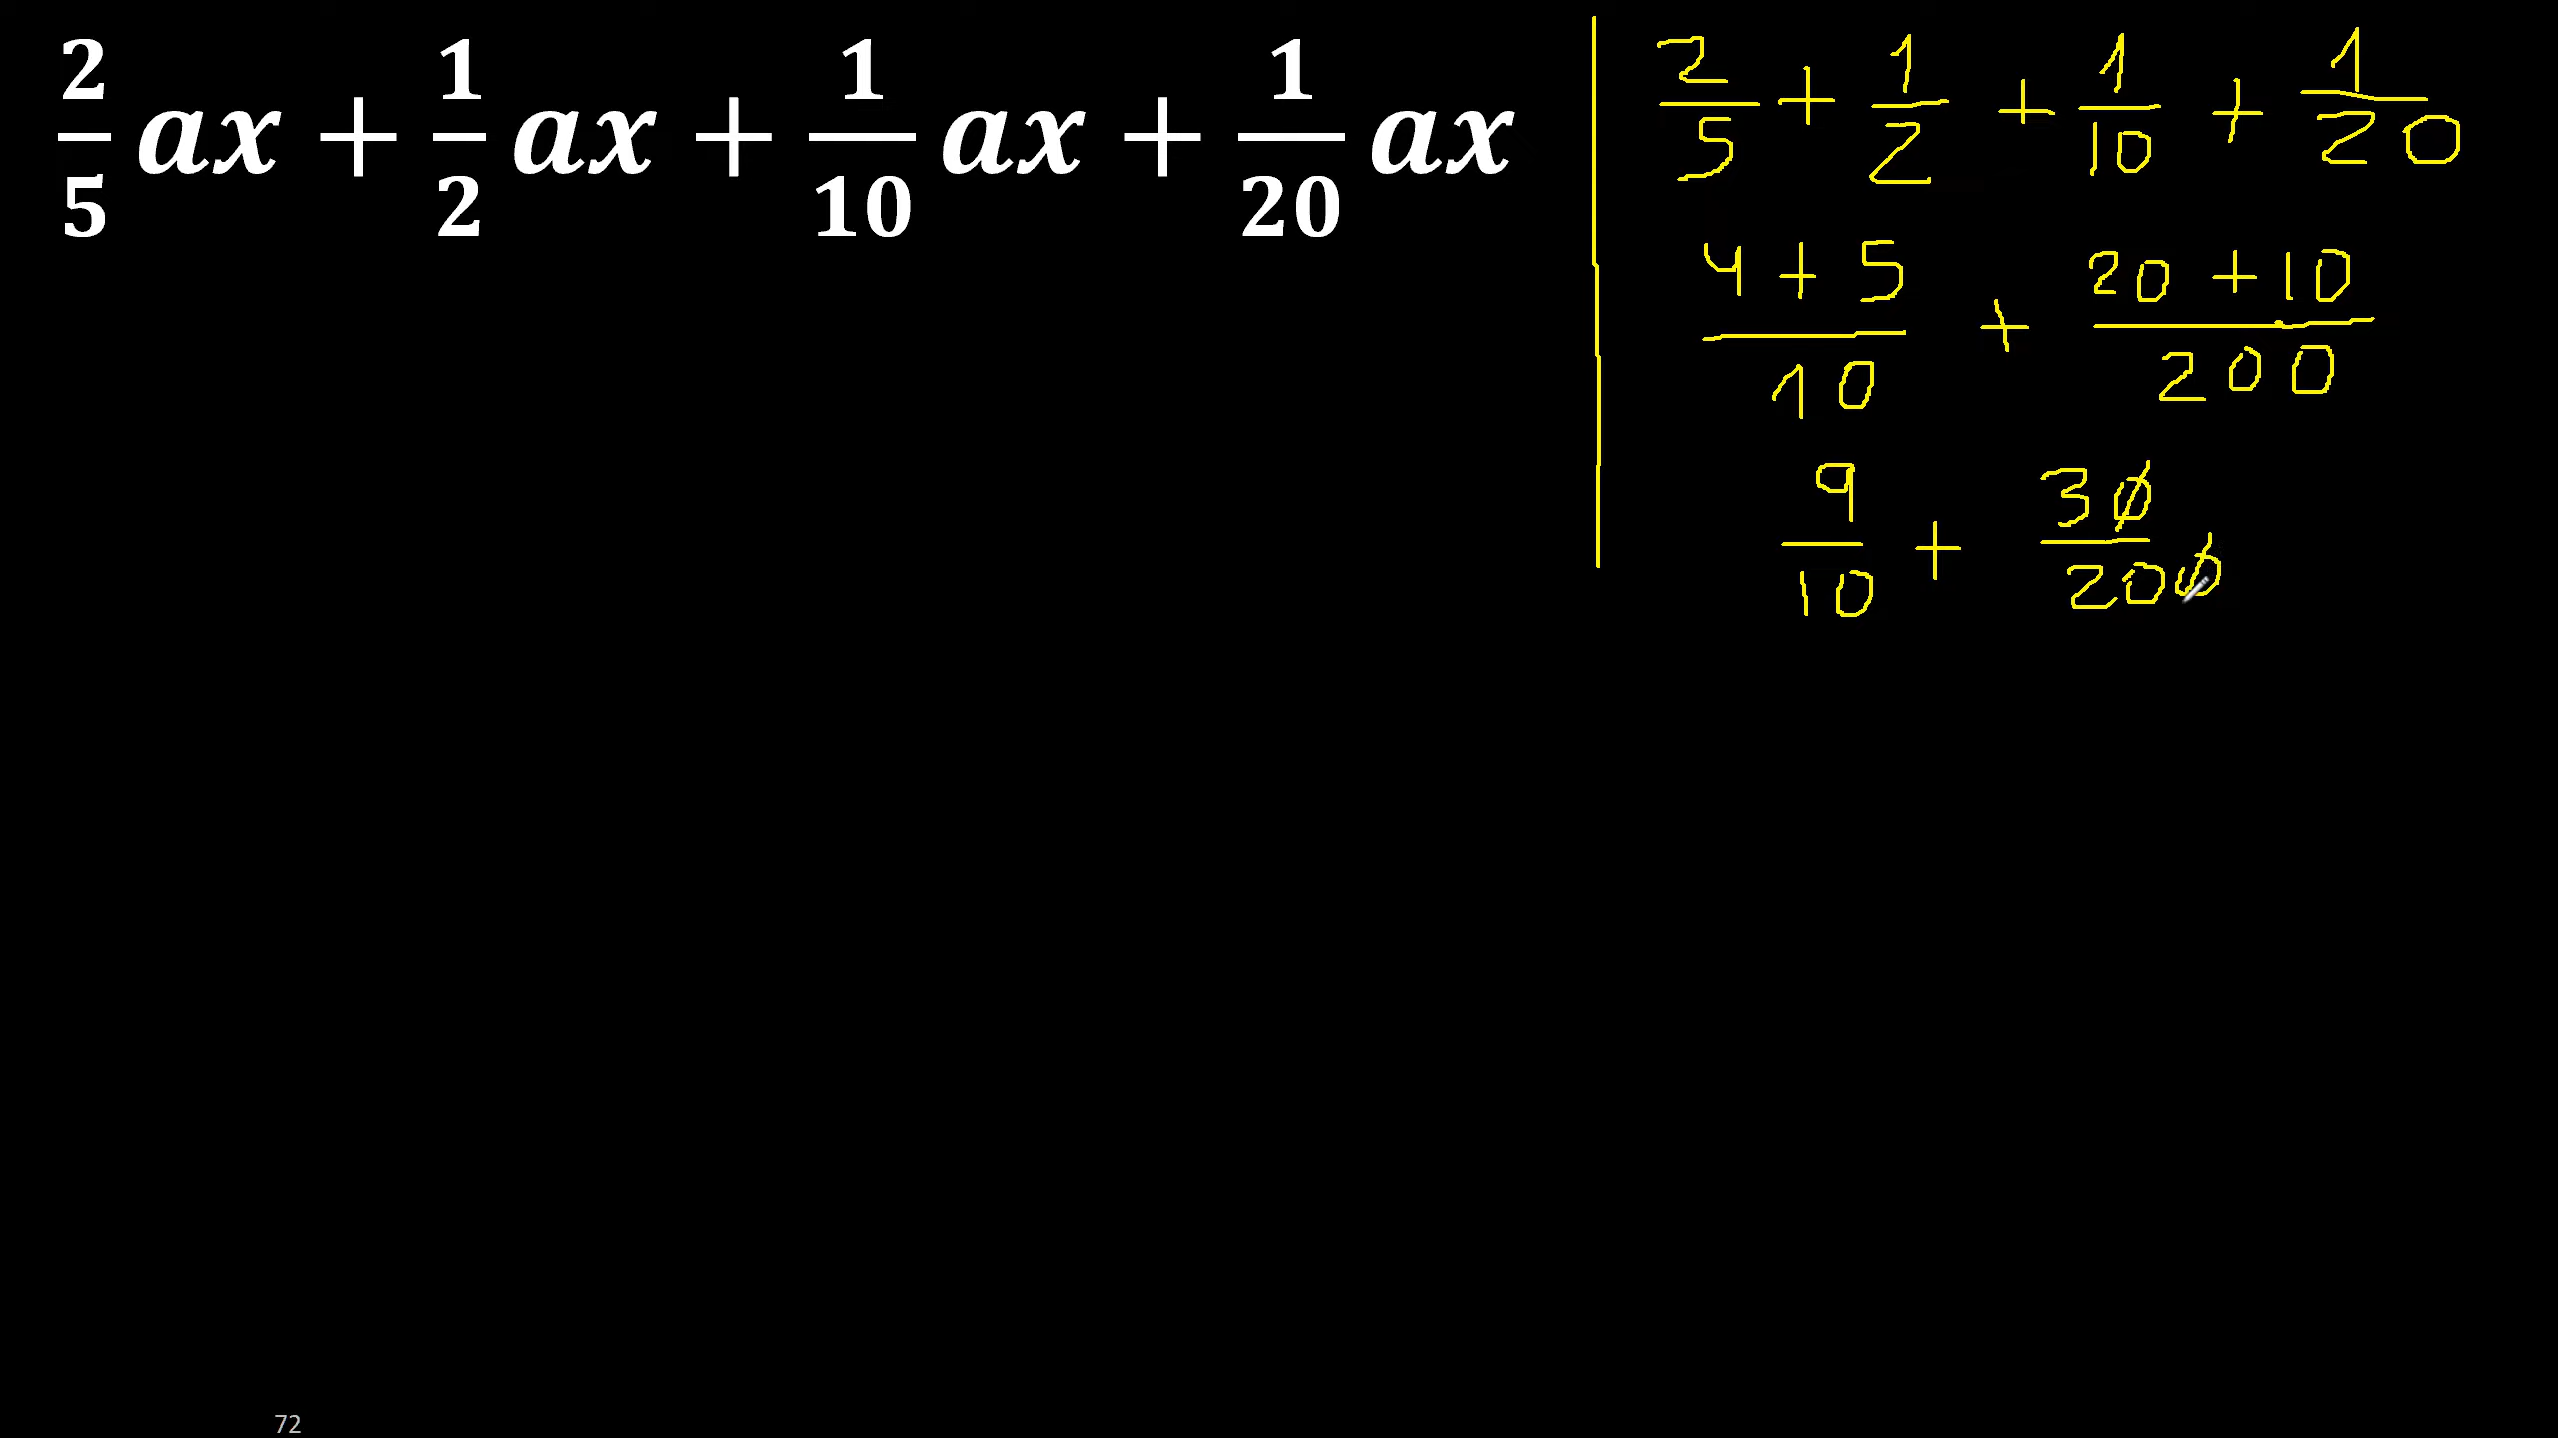 2/5 ax + 1/2 ax + 1/10 ax + 1/20 ax
2/5 + 1/2 + 1/10 + 1/20
4 + 5/10 + 20 + 10/200
9/10 + 30/200
72